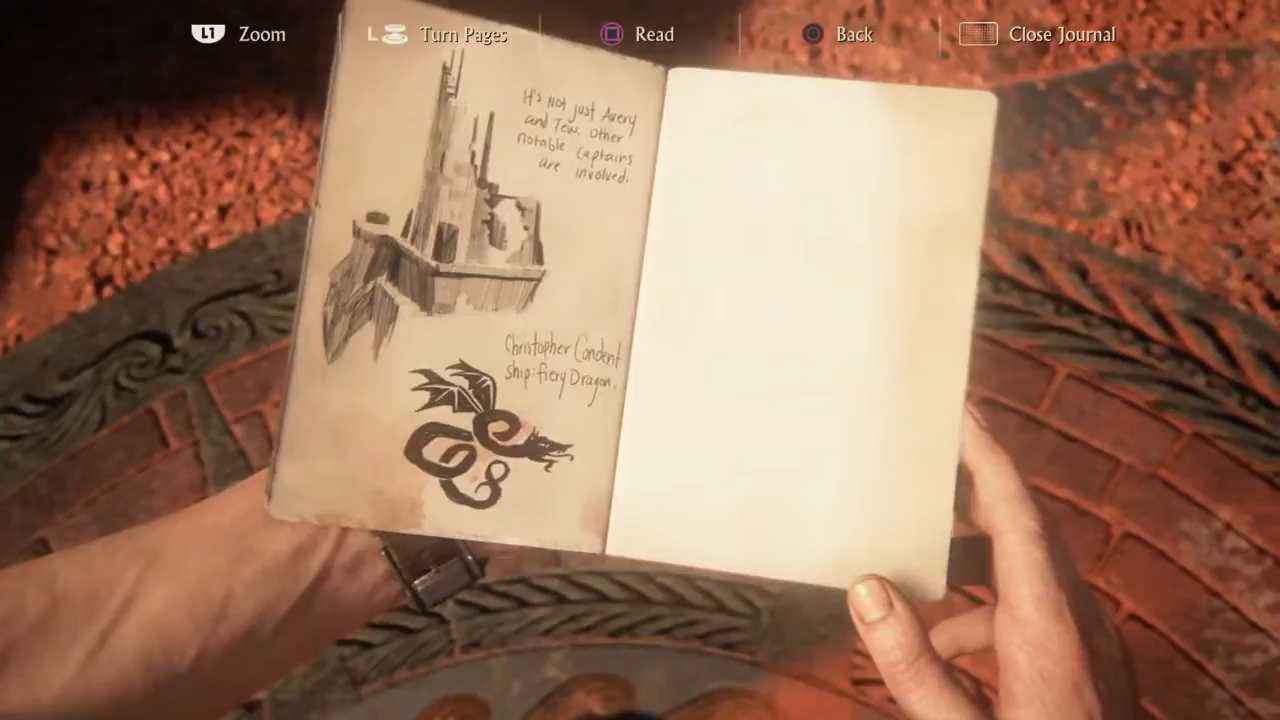 L1 Zoom L Turn Pages Read Back Close Journal
It's Not just Avery
and Tew. Other
notable Captains
are involved.
Christopher Condent
ship: fiery Dragon.